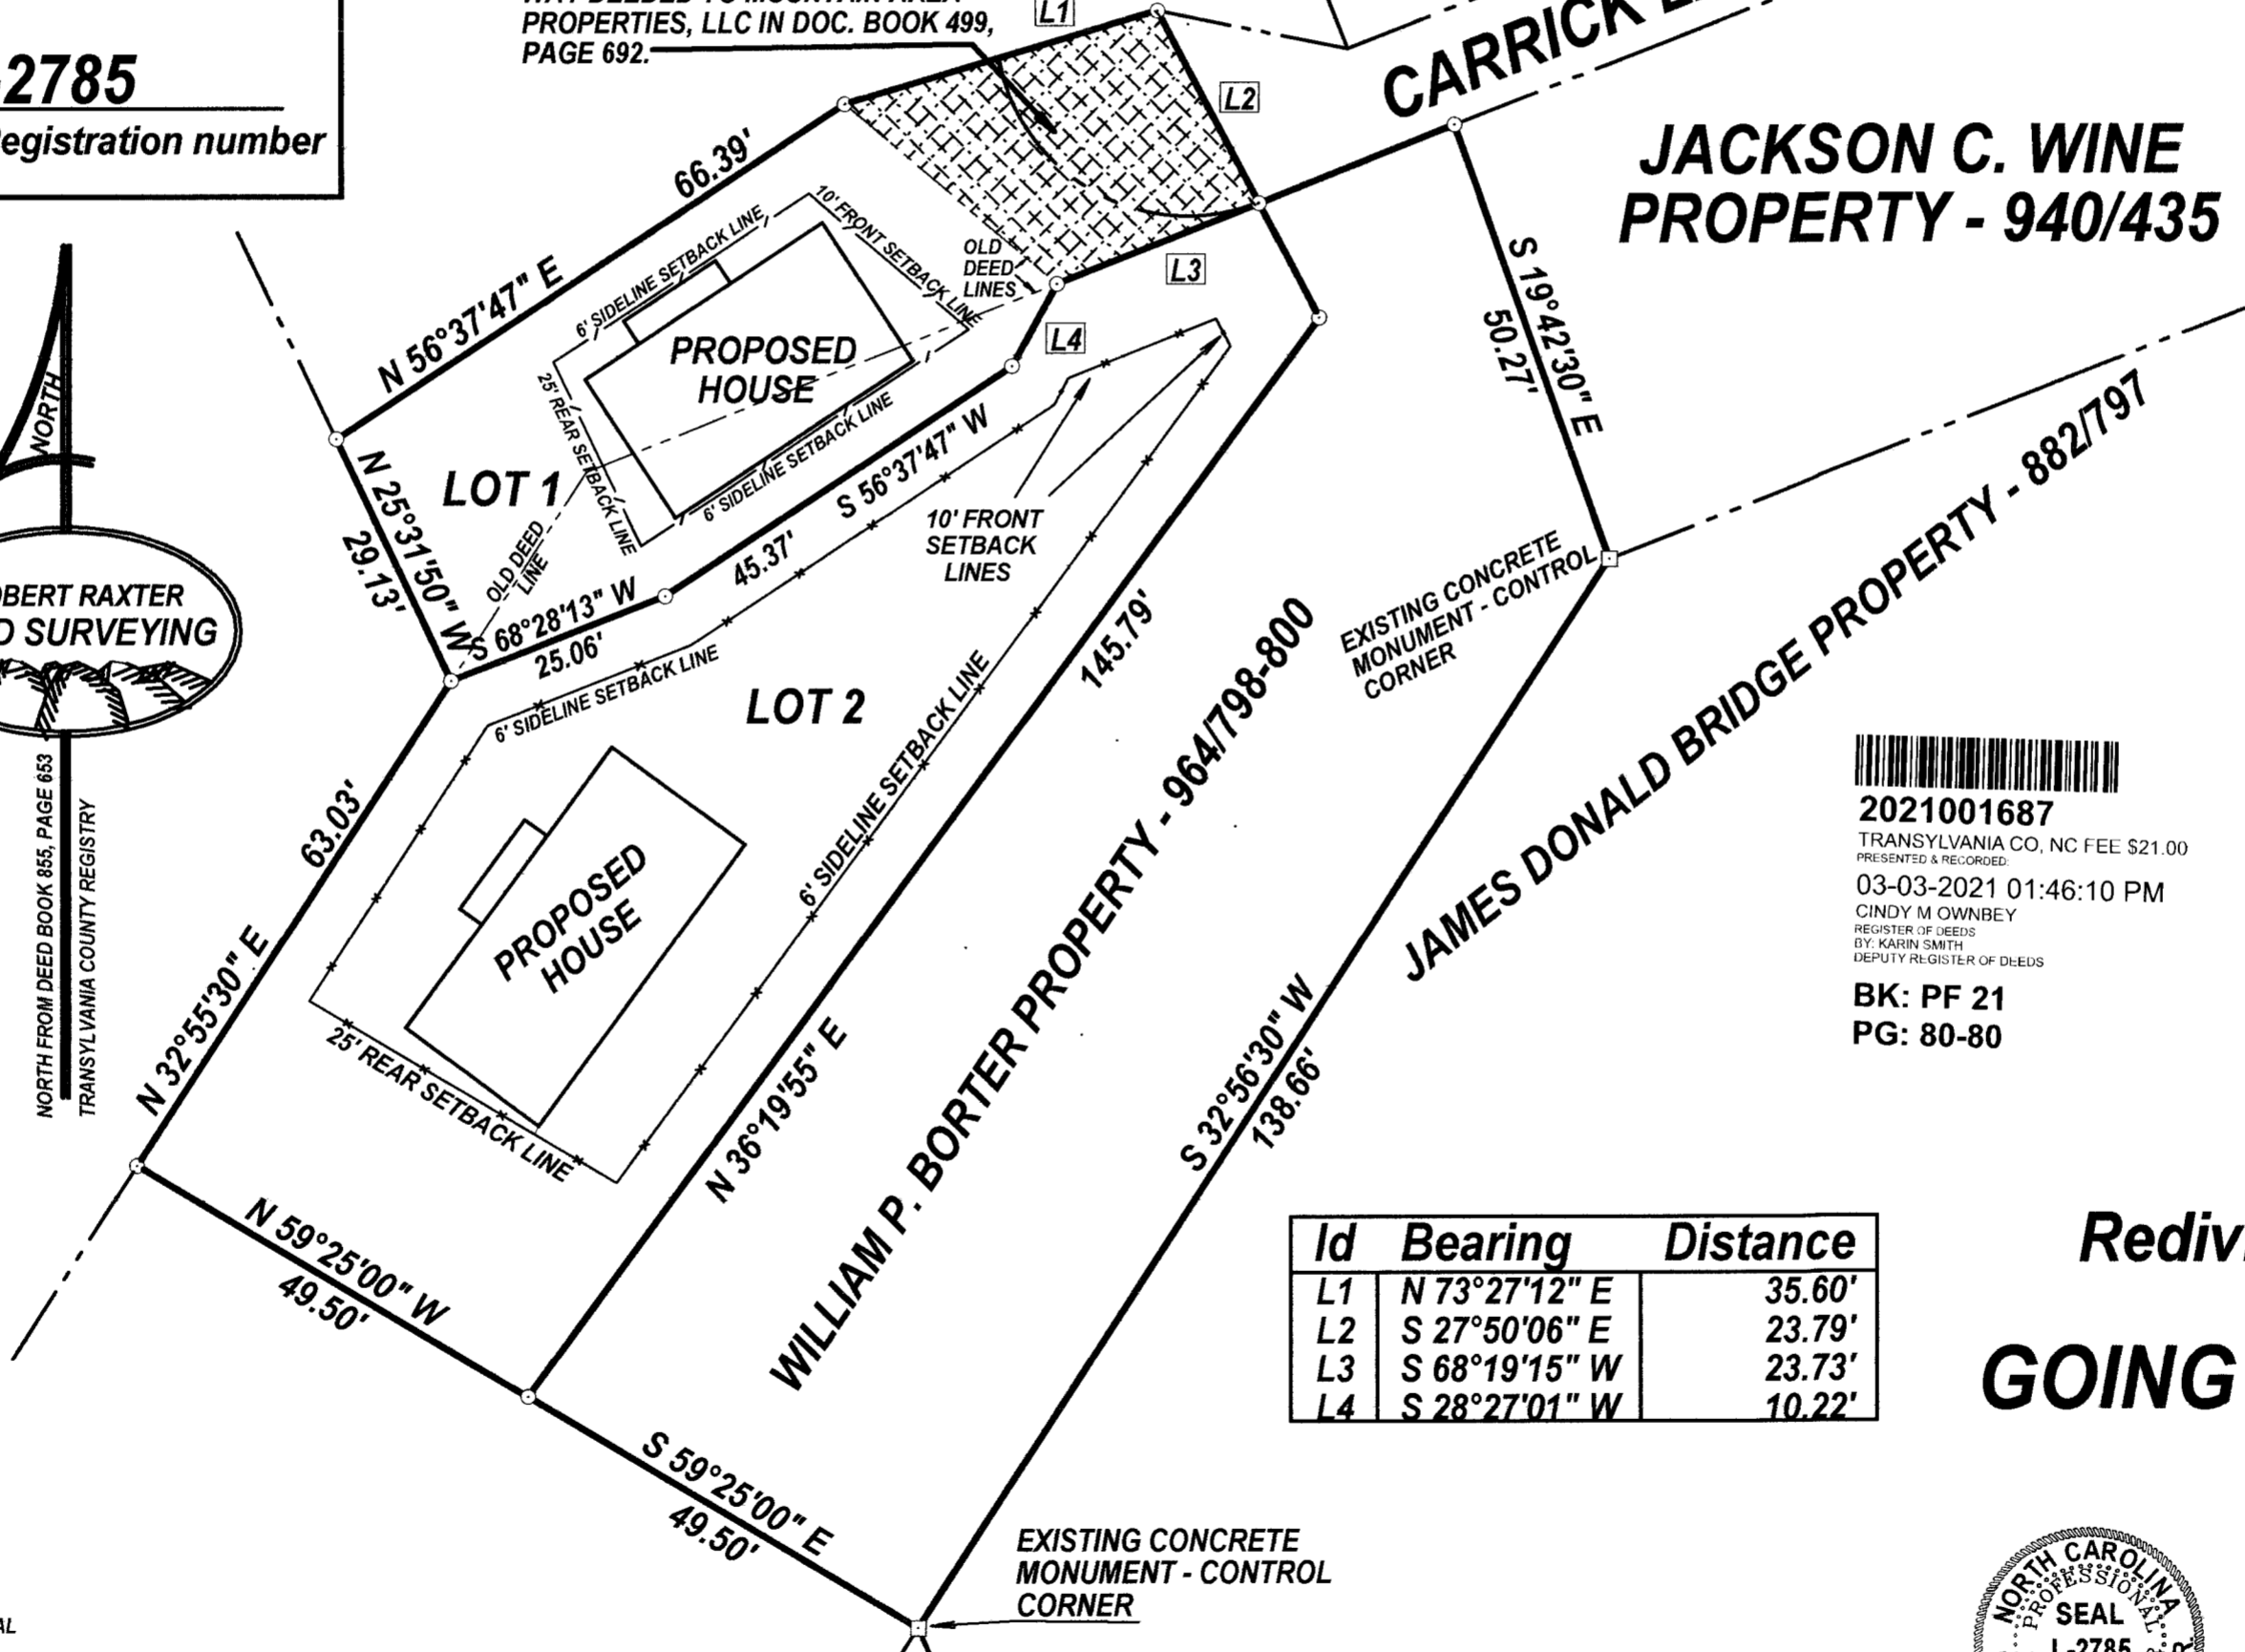 PROPERTIES, LLC IN DOC. BOOK 499,
PAGE 692.
L1
L2
L3
L4
CARRICK
2785
egistration number
JACKSON C. WINE
PROPERTY - 940/435
66.39'
N 56°37'47" E
6' SIDELINE SETBACK LINE
10' FRONT SETBACK LINE
OLD
DEED
LINES
PROPOSED
HOUSE
25' REAR SETBACK LINE
6' SIDELINE SETBACK LINE
LOT 1
N 25°31'50" W
29.13'
OLD DEED
LINE
S 68°28'13" W
25.06'
45.37'
S 56°37'47" W
10' FRONT
SETBACK
LINES
S 19°42'30" E
50.27'
EXISTING CONCRETE
MONUMENT - CONTROL
CORNER
JAMES DONALD BRIDGE PROPERTY - 882/797
NORTH
BERT RAXTER
SURVEYING
NORTH FROM DEED BOOK 855, PAGE 653
TRANSYLVANIA COUNTY REGISTRY
6' SIDELINE SETBACK LINE
LOT 2
63.03'
N 32°55'30" E
PROPOSED
HOUSE
6' SIDELINE SETBACK LINE
25' REAR SETBACK LINE
145.79'
N 36°19'55" E
WILLIAM P. BORTER PROPERTY - 964/798-800
S 32°56'30" W
138.66'
2021001687
TRANSYLVANIA CO, NC FEE $21.00
PRESENTED & RECORDED:
03-03-2021 01:46:10 PM
CINDY M OWNBEY
REGISTER OF DEEDS
BY: KARIN SMITH
DEPUTY REGISTER OF DEEDS
BK: PF 21
PG: 80-80
N 59°25'00" W
49.50'
S 59°25'00" E
49.50'
EXISTING CONCRETE
MONUMENT - CONTROL
CORNER
Id Bearing Distance
L1 N 73°27'12" E 35.60'
L2 S 27°50'06" E 23.79'
L3 S 68°19'15" W 23.73'
L4 S 28°27'01" W 10.22'
Rediv
GOING
NORTH CAROLINA
PROFESSIONAL
SEAL
L-2785